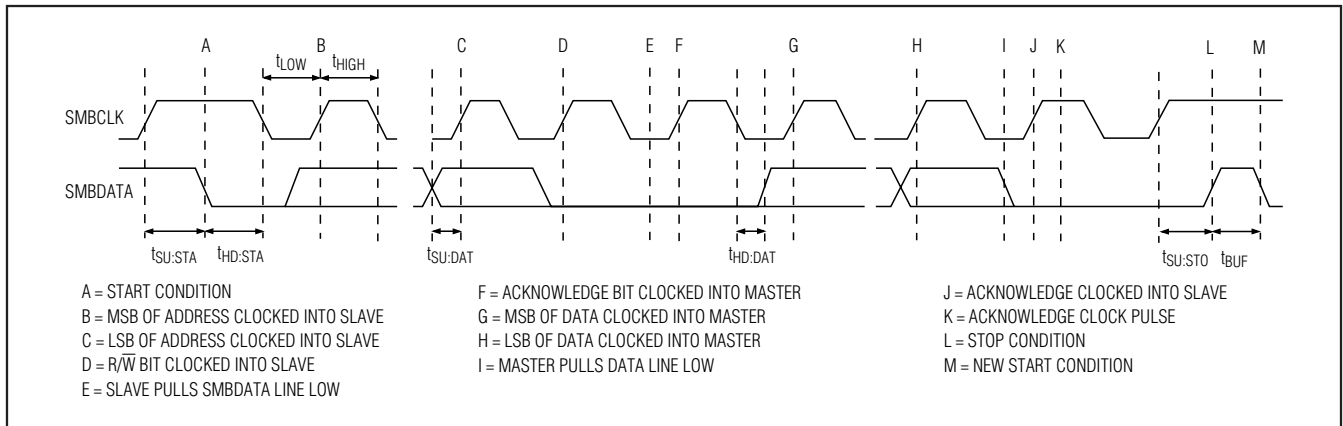 A B C D E F G H I J K L M
tLOW tHIGH
SMBCLK
SMBDATA
tSU:STA tHD:STA tSU:DAT tHD:DAT tSU:STO tBUF
A = START CONDITION
B = MSB OF ADDRESS CLOCKED INTO SLAVE
C = LSB OF ADDRESS CLOCKED INTO SLAVE
D = R/W̅ BIT CLOCKED INTO SLAVE
E = SLAVE PULLS SMBDATA LINE LOW
F = ACKNOWLEDGE BIT CLOCKED INTO MASTER
G = MSB OF DATA CLOCKED INTO MASTER
H = LSB OF DATA CLOCKED INTO MASTER
I = MASTER PULLS DATA LINE LOW
J = ACKNOWLEDGE CLOCKED INTO SLAVE
K = ACKNOWLEDGE CLOCK PULSE
L = STOP CONDITION
M = NEW START CONDITION